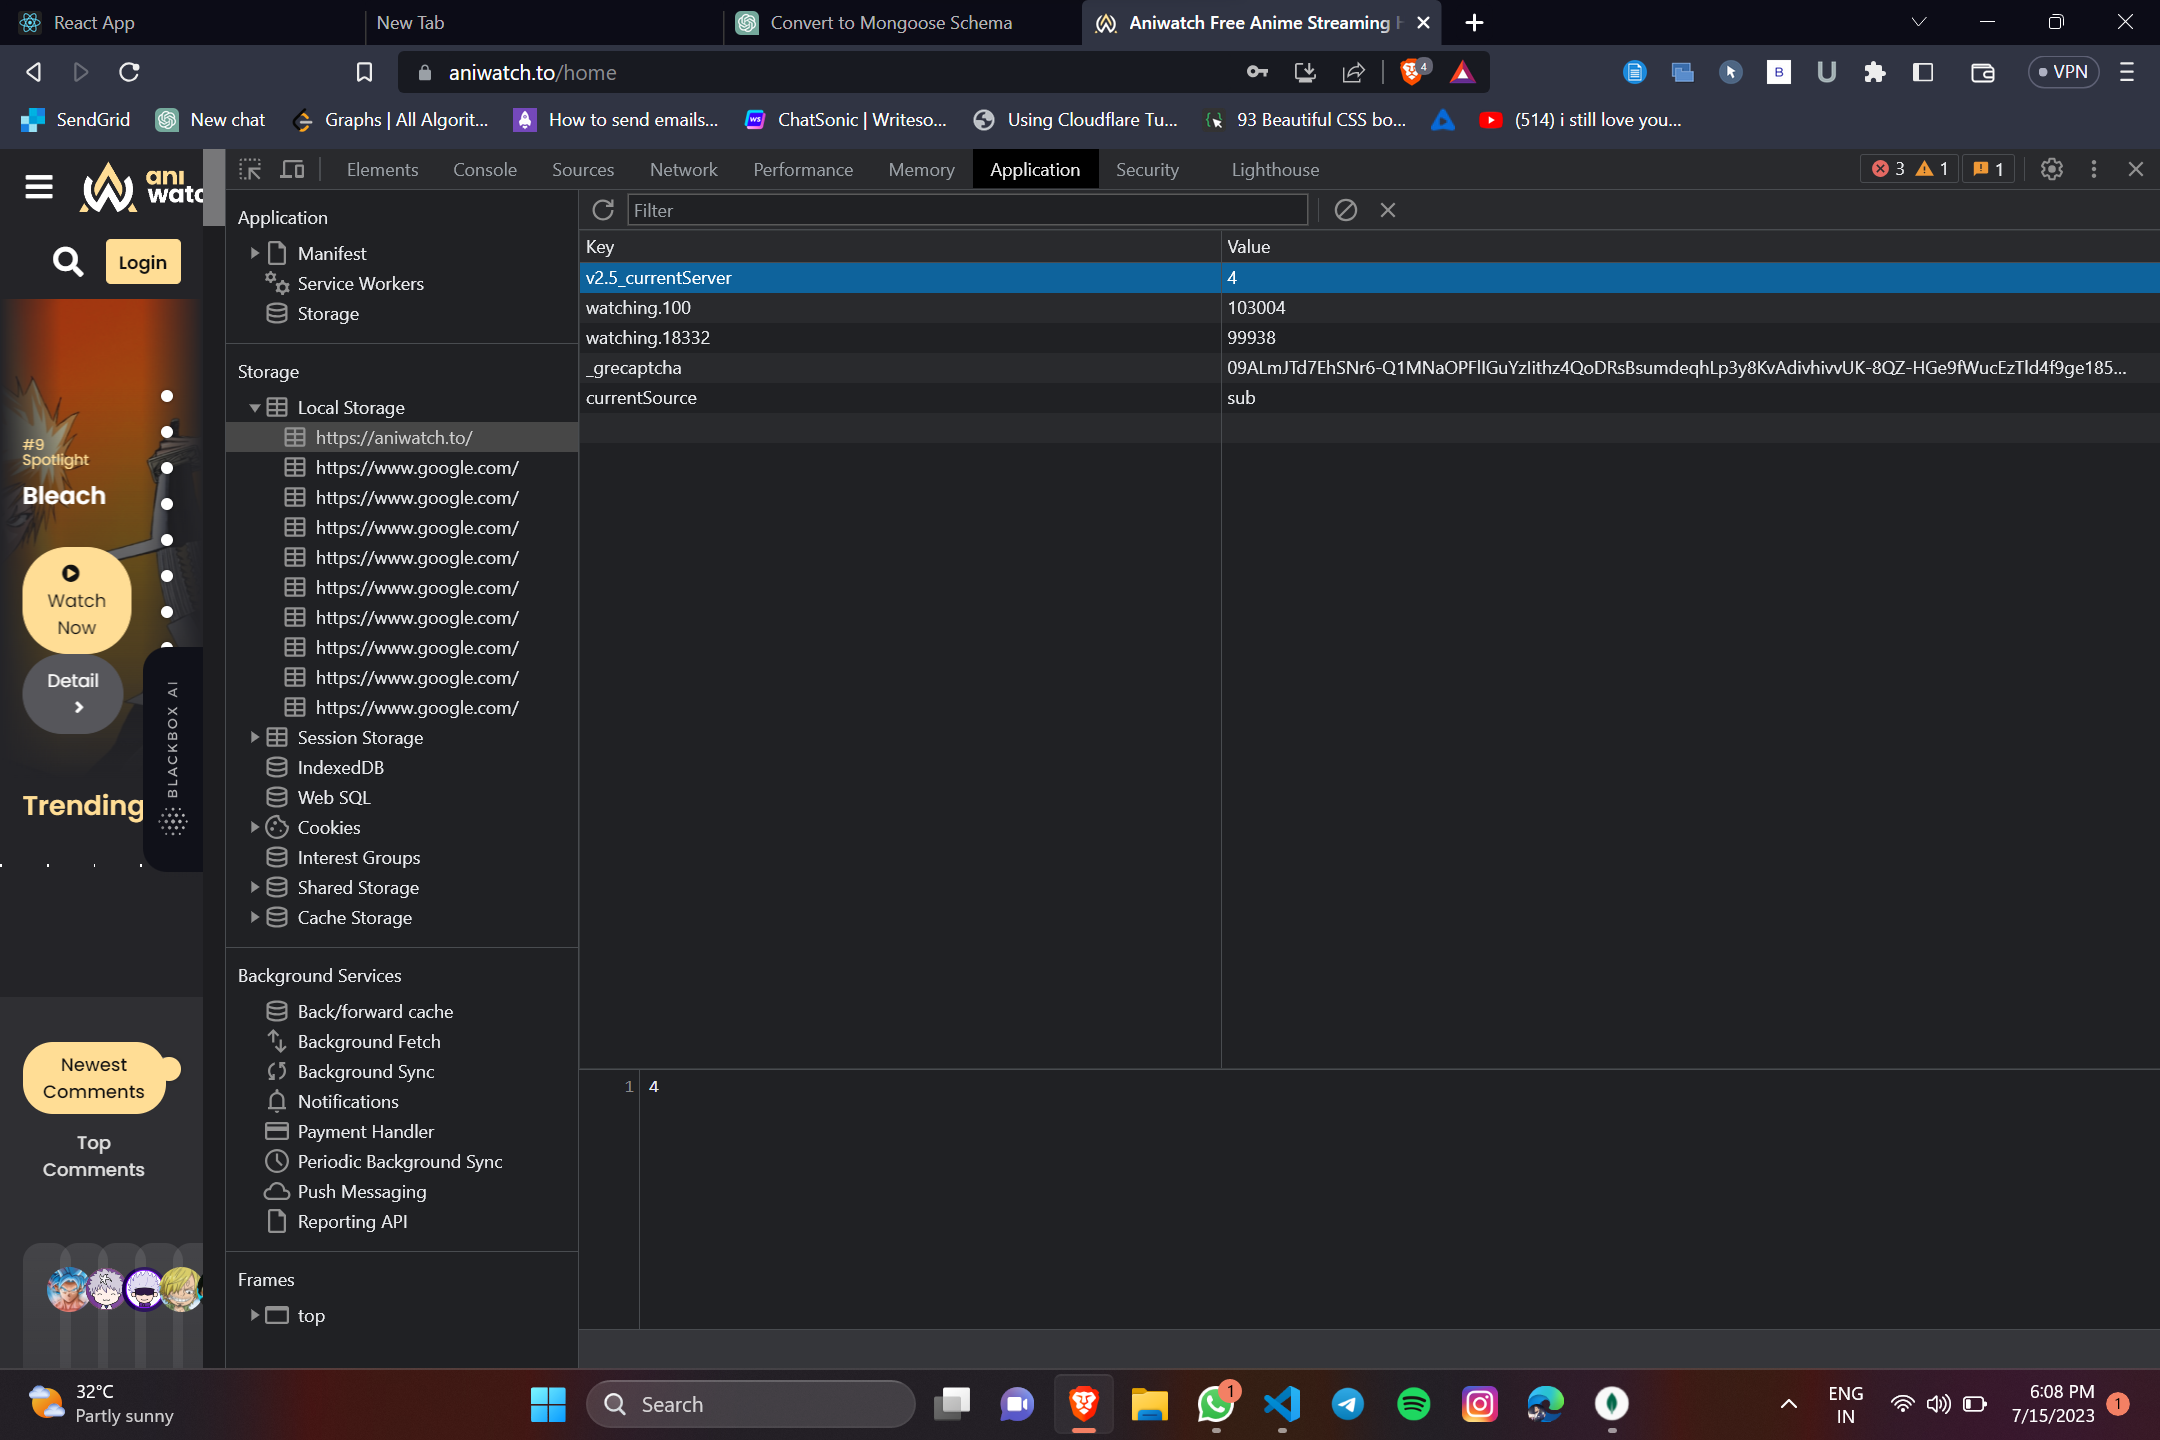 React App
New Tab
Convert to Mongoose Schema
Aniwatch Free Anime Streaming
aniwatch.to/home
4
VPN
SendGrid
New chat
Graphs | All Algorit...
How to send emails...
ChatSonic | Writeso...
Using Cloudflare Tu...
93 Beautiful CSS bo...
(514) i still love you...
Elements
Console
Sources
Network
Performance
Memory
Application
Security
Lighthouse
3
1
1
ani
watc
Login
#9
Spotlight
Bleach
Watch
Now
Detail
BLACKBOX AI
Trending
Newest
Comments
Top
Comments
Application
Manifest
Service Workers
Storage
Storage
Local Storage
https://aniwatch.to/
https://www.google.com/
https://www.google.com/
https://www.google.com/
https://www.google.com/
https://www.google.com/
https://www.google.com/
https://www.google.com/
https://www.google.com/
https://www.google.com/
Session Storage
IndexedDB
Web SQL
Cookies
Interest Groups
Shared Storage
Cache Storage
Background Services
Back/forward cache
Background Fetch
Background Sync
Notifications
Payment Handler
Periodic Background Sync
Push Messaging
Reporting API
Frames
top
Filter
Key Value
v2.5_currentServer 4
watching.100 103004
watching.18332 99938
_grecaptcha
currentSource sub
1 4
32°C
Partly sunny
Search
1
ENG
IN
6:08 PM
7/15/2023
1